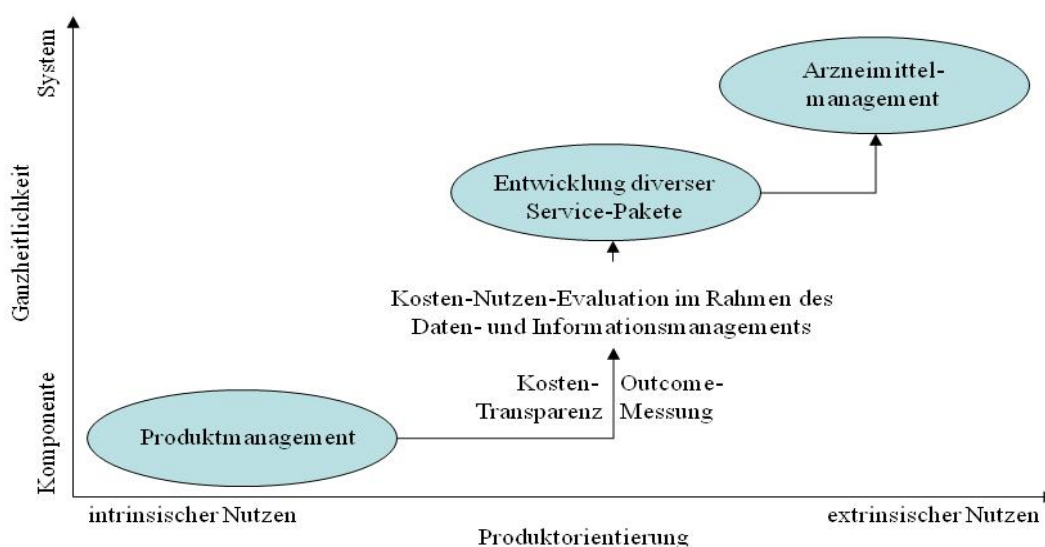 System
Arzneimittel-
management
Entwicklung diverser
Service-Pakete
Ganzheitlichkeit
Kosten-Nutzen-Evaluation im Rahmen des
Daten- und Informationsmanagements
Kosten-
Transparenz
Outcome-
Messung
Komponente
Produktmanagement
intrinsischer Nutzen
extrinsischer Nutzen
Produktorientierung